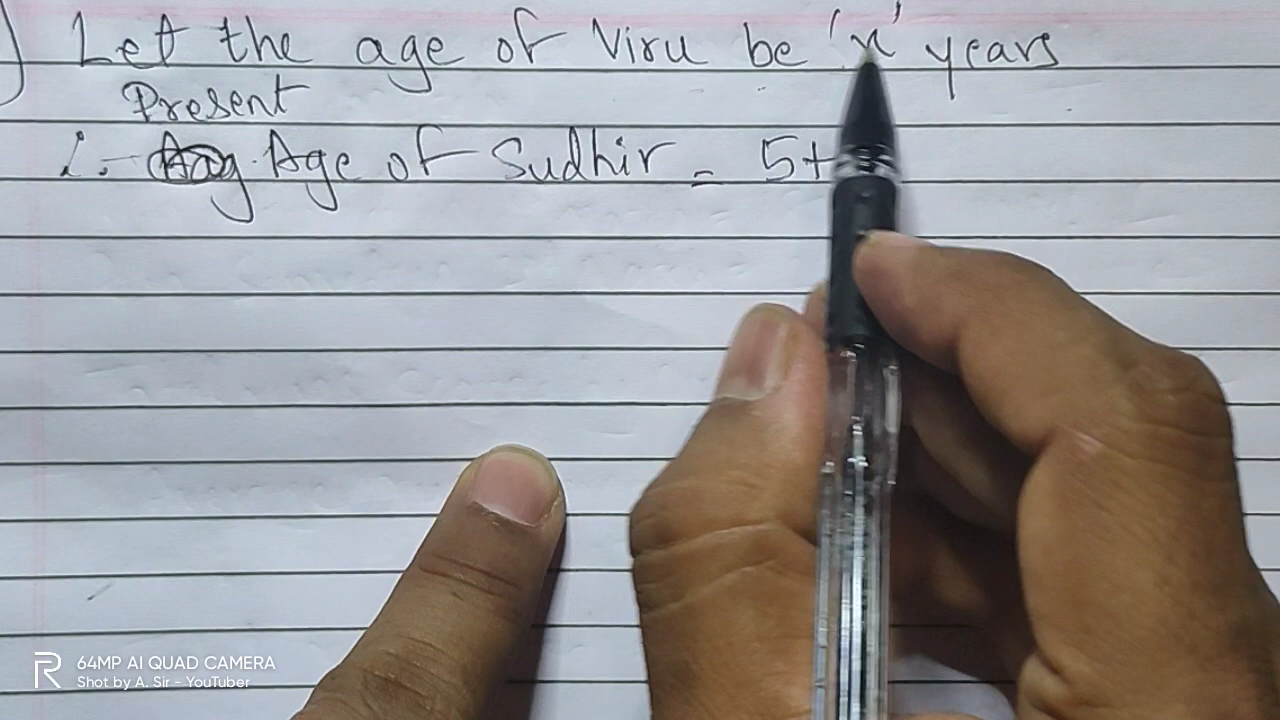 ) Let the age of Viru be 'x' years
Present
∴ Age of Sudhir = 5+
64MP AI QUAD CAMERA
Shot by A. Sir - YouTuber